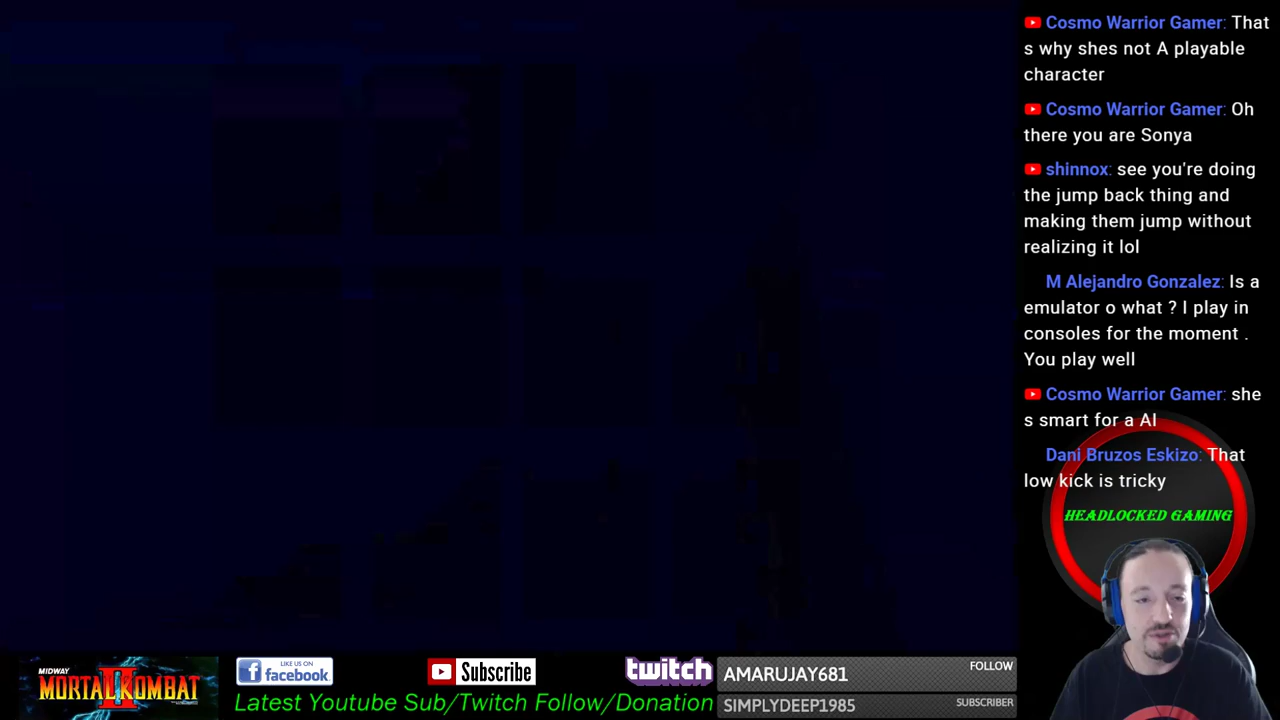 Cosmo Warrior Gamer: That
s why shes not A playable
character
Cosmo Warrior Gamer: Oh
there you are Sonya
shinnox: see you're doing
the jump back thing and
making them jump without
realizing it lol
M Alejandro Gonzalez: Is a
emulator o what ? I play in
consoles for the moment .
You play well
Cosmo Warrior Gamer: she
s smart for a AI
Dani Bruzos Eskizo: That
low kick is tricky
HEADLOCKED GAMING
MIDWAY
MORTAL KOMBAT
II
LIKE US ON
facebook
Subscribe
twitch
AMARUJAY681
FOLLOW
Latest Youtube Sub/Twitch Follow/Donation
SIMPLYDEEP1985
SUBSCRIBER